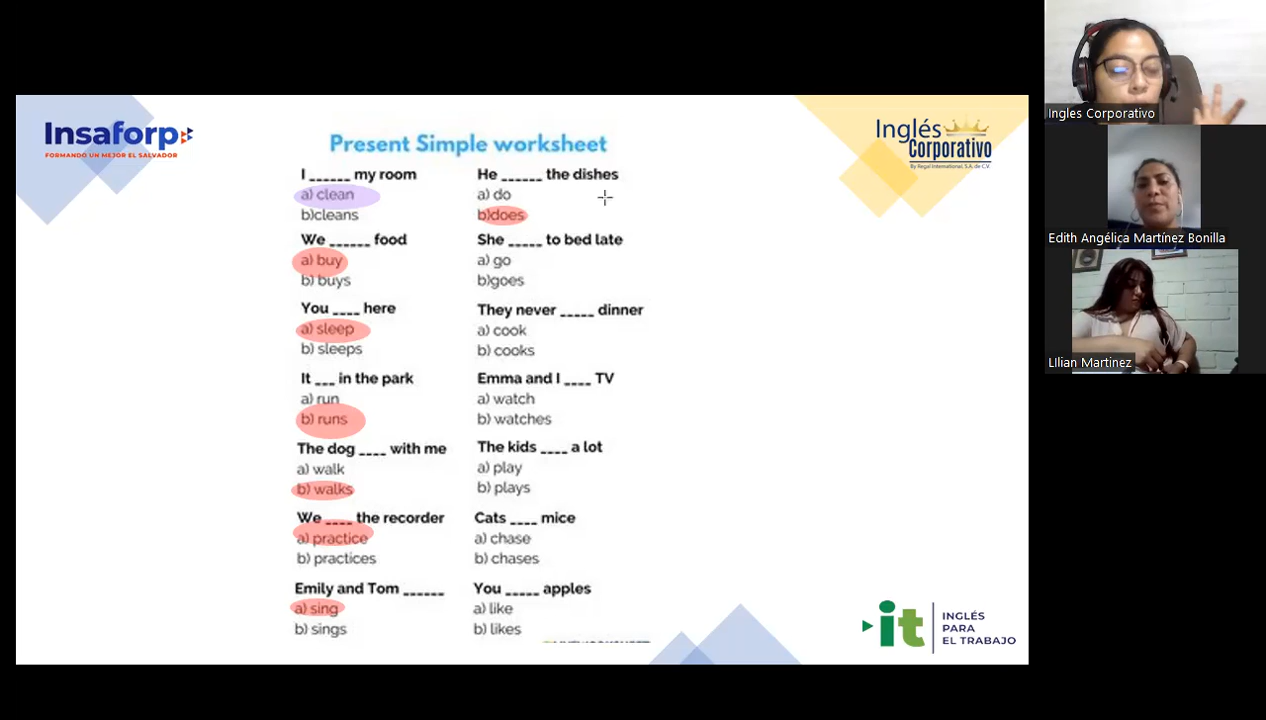 Insaforp
FORMANDO UN MEJOR EL SALVADOR
Inglés
Corporativo
By Regal International, S.A. de C.V.
Present Simple worksheet
I ______ my room
a) clean
b)cleans
We ______ food
a) buy
b) buys
You ____ here
a) sleep
b) sleeps
It ___ in the park
a) run
b) runs
The dog ____ with me
a) walk
b) walks
We ____ the recorder
a) practice
b) practices
Emily and Tom ______
a) sing
b) sings
He ______ the dishes
a) do
b)does
She _____ to bed late
a) go
b)goes
They never _____ dinner
a) cook
b) cooks
Emma and I ____ TV
a) watch
b) watches
The kids ____ a lot
a) play
b) plays
Cats ____ mice
a) chase
b) chases
You _____ apples
a) like
b) likes
it
INGLÉS
PARA
EL TRABAJO
Ingles Corporativo
Edith Angélica Martínez Bonilla
LIlian Martinez